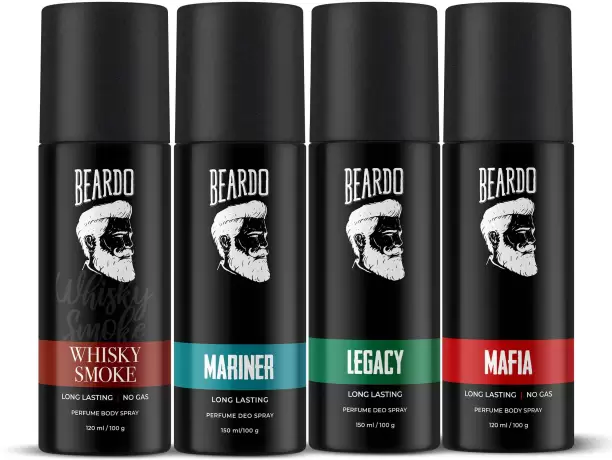 BEARDO
Whisky
Smoke
WHISKY
SMOKE
LONG LASTING | NO GAS
PERFUME BODY SPRAY
120 ml / 100 g
BEARDO
MARINER
LONG LASTING
PERFUME DEO SPRAY
150 ml/100 g
BEARDO
LEGACY
LONG LASTING
PERFUME DEO SPRAY
150 ml / 100 g
BEARDO
MAFIA
LONG LASTING | NO GAS
PERFUME BODY SPRAY
120 ml / 100 g